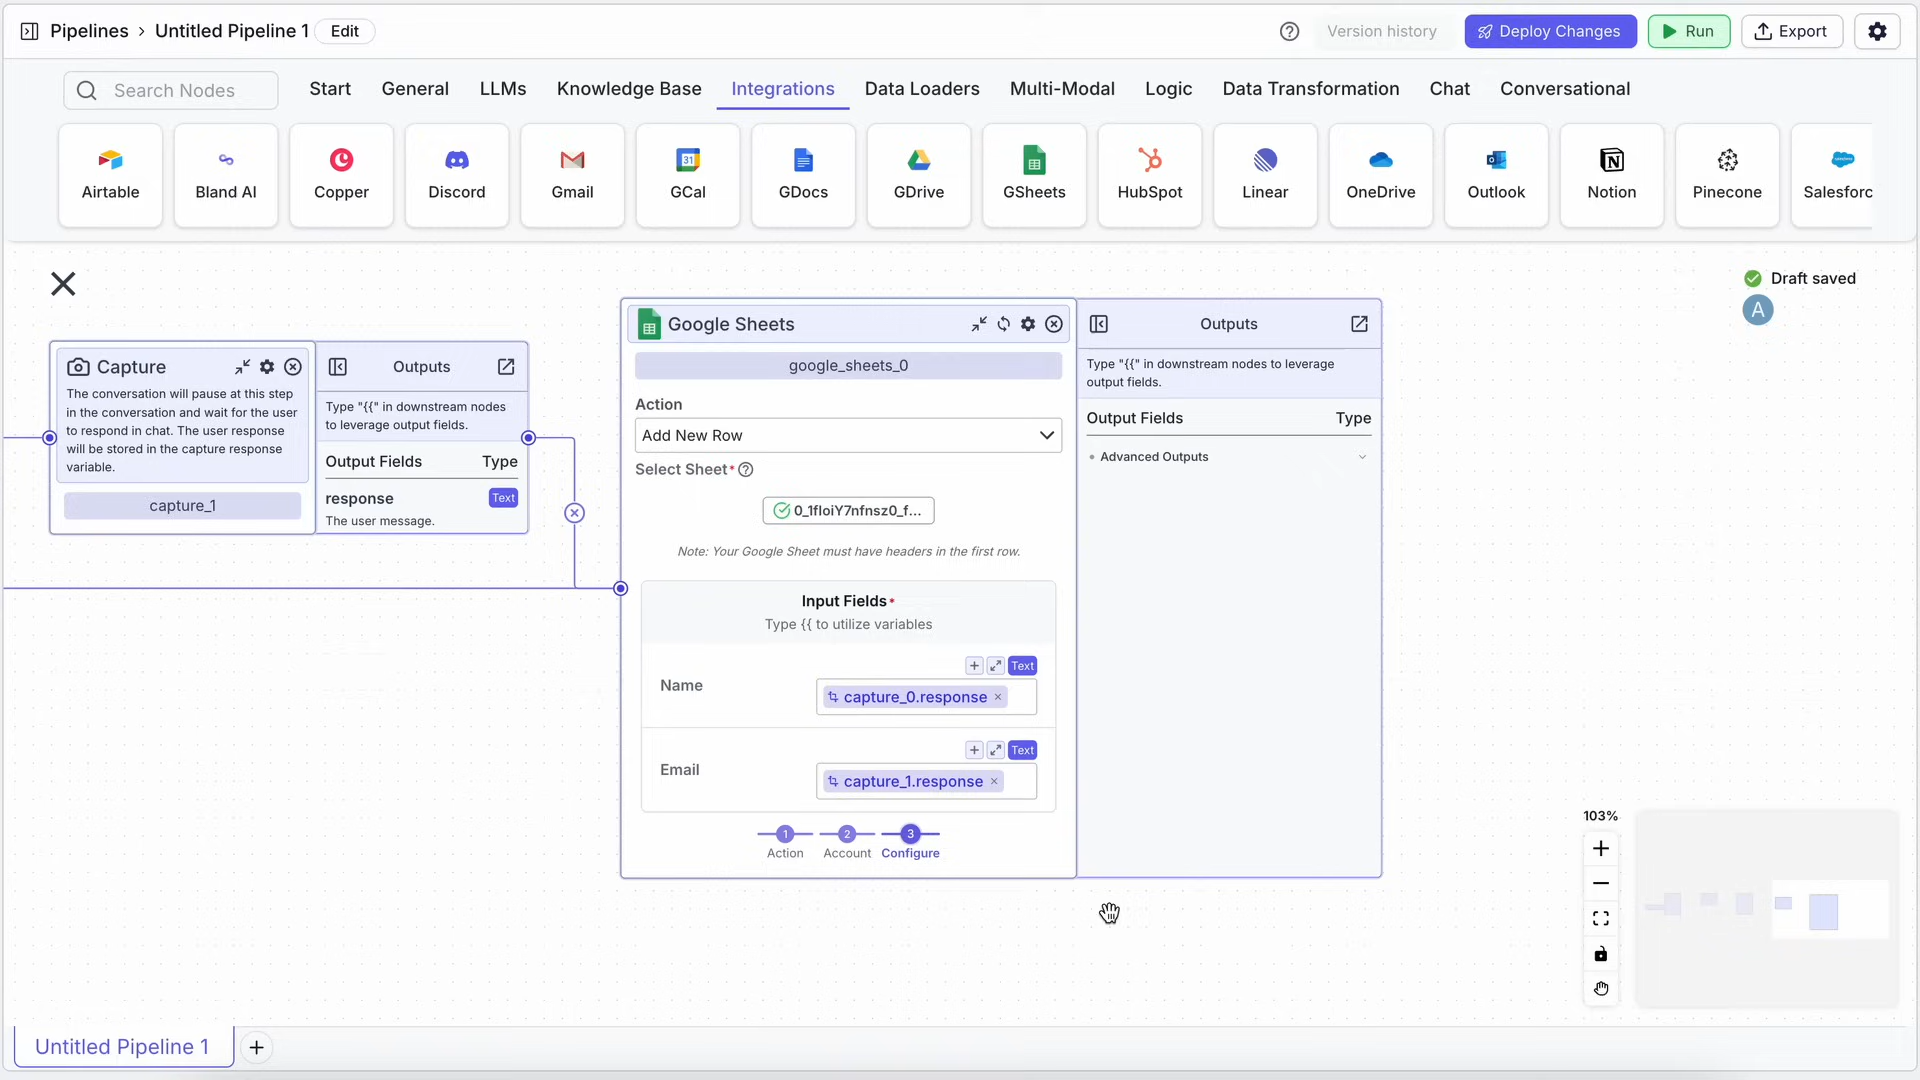 Pipelines › Untitled Pipeline 1 Edit
Version history
Deploy Changes
Run
Export
Search Nodes
Start
General
LLMs
Knowledge Base
Integrations
Data Loaders
Multi-Modal
Logic
Data Transformation
Chat
Conversational
Airtable
Bland AI
Copper
Discord
Gmail
31
GCal
GDocs
GDrive
GSheets
HubSpot
Linear
OneDrive
Outlook
Notion
Pinecone
Salesforc
Draft saved
A
Capture
The conversation will pause at this step
in the conversation and wait for the user
to respond in chat. The user response
will be stored in the capture response
variable.
capture_1
Outputs
Type "{{" in downstream nodes
to leverage output fields.
Output Fields Type
response Text
The user message.
Google Sheets
google_sheets_0
Action
Add New Row
Select Sheet*
0_1fIoiY7nfnsz0_f...
Note: Your Google Sheet must have headers in the first row.
Input Fields*
Type {{ to utilize variables
Text
Name
capture_0.response
Text
Email
capture_1.response
1 2 3
Action Account Configure
Outputs
Type "{{" in downstream nodes to leverage
output fields.
Output Fields Type
Advanced Outputs
103%
Untitled Pipeline 1